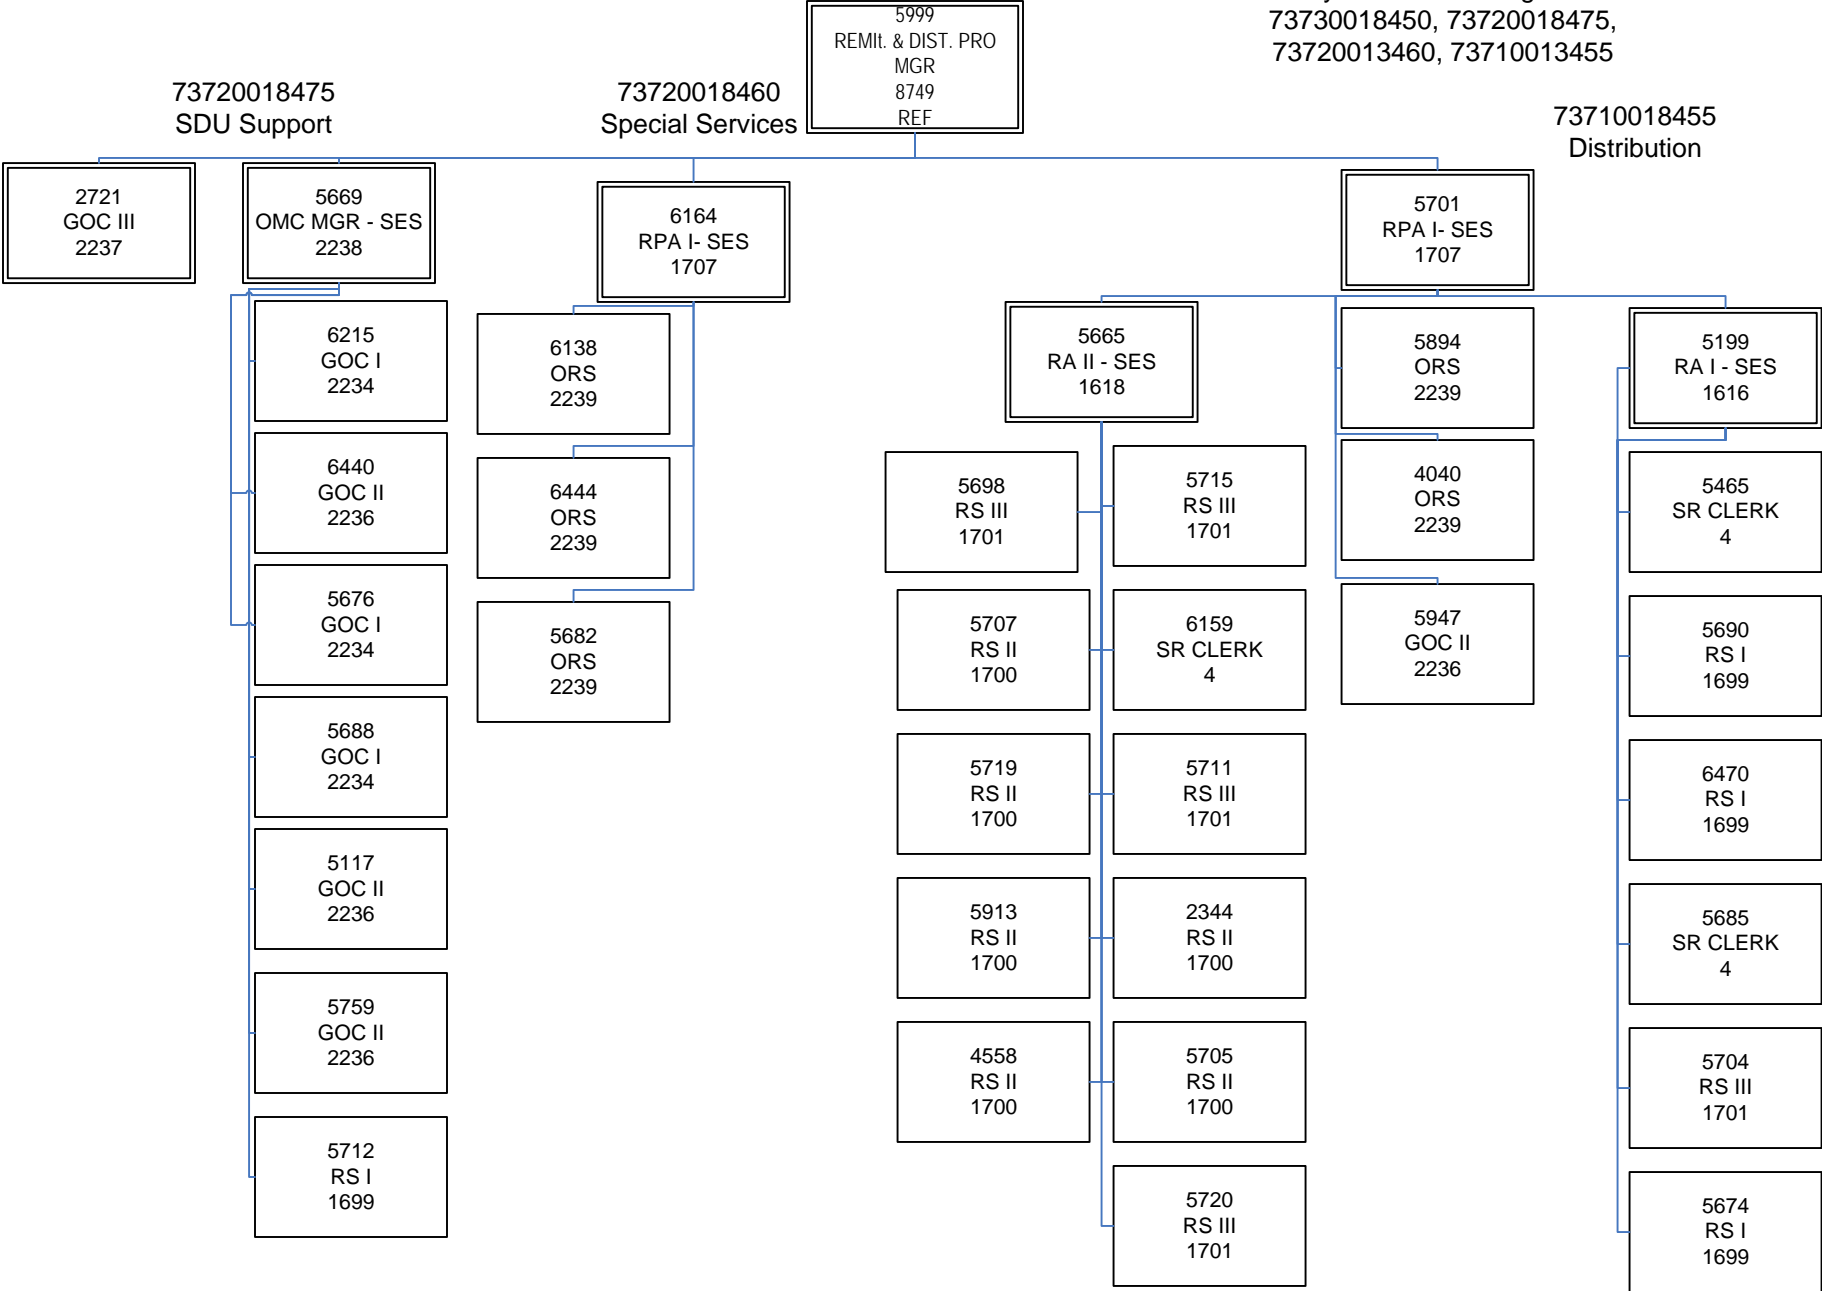 5999
REMIt. & DIST. PRO
MGR
8749
REF
73730018450, 73720018475,
73720013460, 73710013455
73720018475
SDU Support
73720018460
Special Services
73710018455
Distribution
2721
GOC III
2237
5669
OMC MGR - SES
2238
6164
RPA I- SES
1707
5701
RPA I- SES
1707
6215
GOC I
2234
6440
GOC II
2236
5676
GOC I
2234
5688
GOC I
2234
5117
GOC II
2236
5759
GOC II
2236
5712
RS I
1699
6138
ORS
2239
6444
ORS
2239
5682
ORS
2239
5665
RA II - SES
1618
5698
RS III
1701
5715
RS III
1701
5707
RS II
1700
6159
SR CLERK
4
5719
RS II
1700
5711
RS III
1701
5913
RS II
1700
2344
RS II
1700
4558
RS II
1700
5705
RS II
1700
5720
RS III
1701
5894
ORS
2239
4040
ORS
2239
5947
GOC II
2236
5199
RA I - SES
1616
5465
SR CLERK
4
5690
RS I
1699
6470
RS I
1699
5685
SR CLERK
4
5704
RS III
1701
5674
RS I
1699